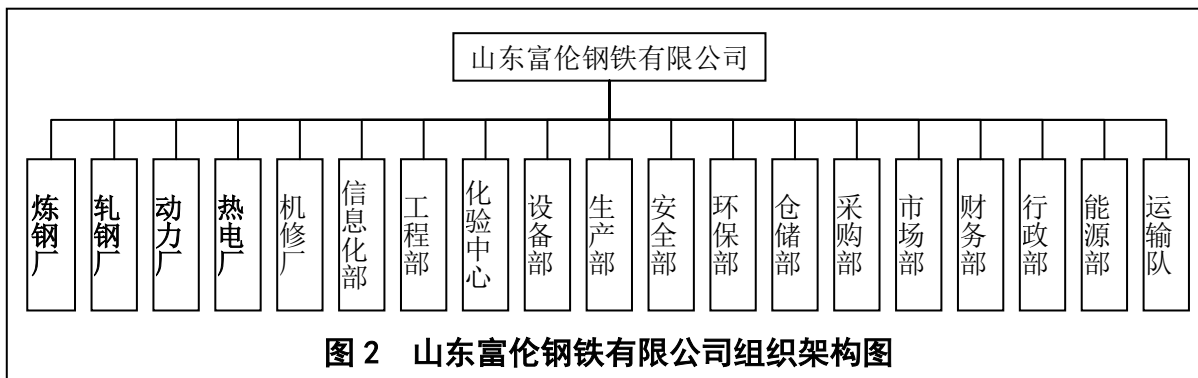 山东富伦钢铁有限公司
炼钢厂
轧钢厂
动力厂
热电厂
机修厂
信息化部
工程部
化验中心
设备部
生产部
安全部
环保部
仓储部
采购部
市场部
财务部
行政部
能源部
运输队
图 2 山东富伦钢铁有限公司组织架构图